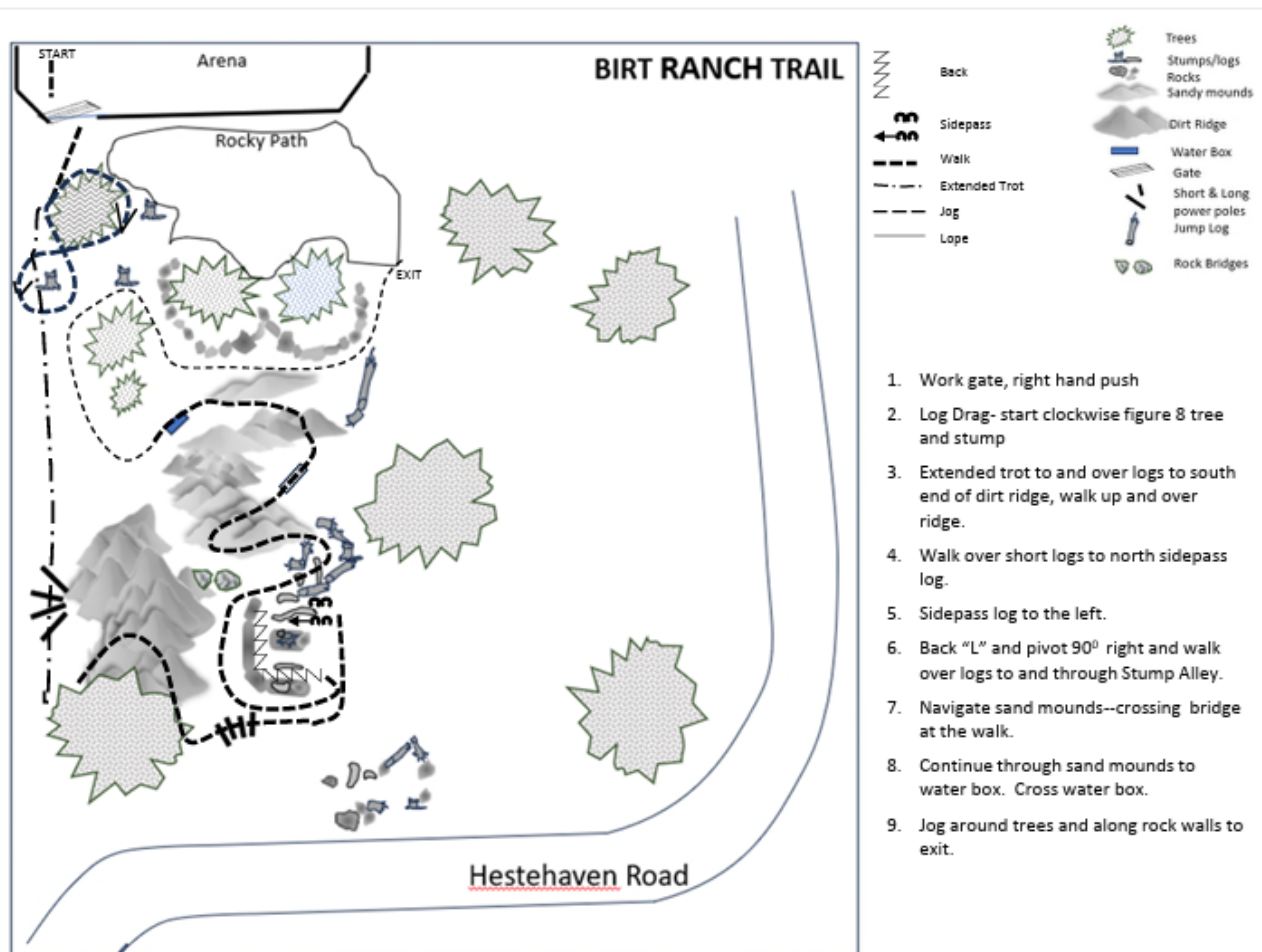 START
Arena
BIRT RANCH TRAIL
Rocky Path
EXIT
Hestehaven Road
Back
Sidepass
Walk
Extended Trot
Jog
Lope
Trees
Stumps/logs
Rocks
Sandy mounds
Dirt Ridge
Water Box
Gate
Short & Long
power poles
Jump Log
Rock Bridges
1. Work gate, right hand push
2. Log Drag- start clockwise figure 8 tree
and stump
3. Extended trot to and over logs to south
end of dirt ridge, walk up and over
ridge.
4. Walk over short logs to north sidepass
log.
5. Sidepass log to the left.
6. Back “L” and pivot 90⁰ right and walk
over logs to and through Stump Alley.
7. Navigate sand mounds--crossing bridge
at the walk.
8. Continue through sand mounds to
water box. Cross water box.
9. Jog around trees and along rock walls to
exit.